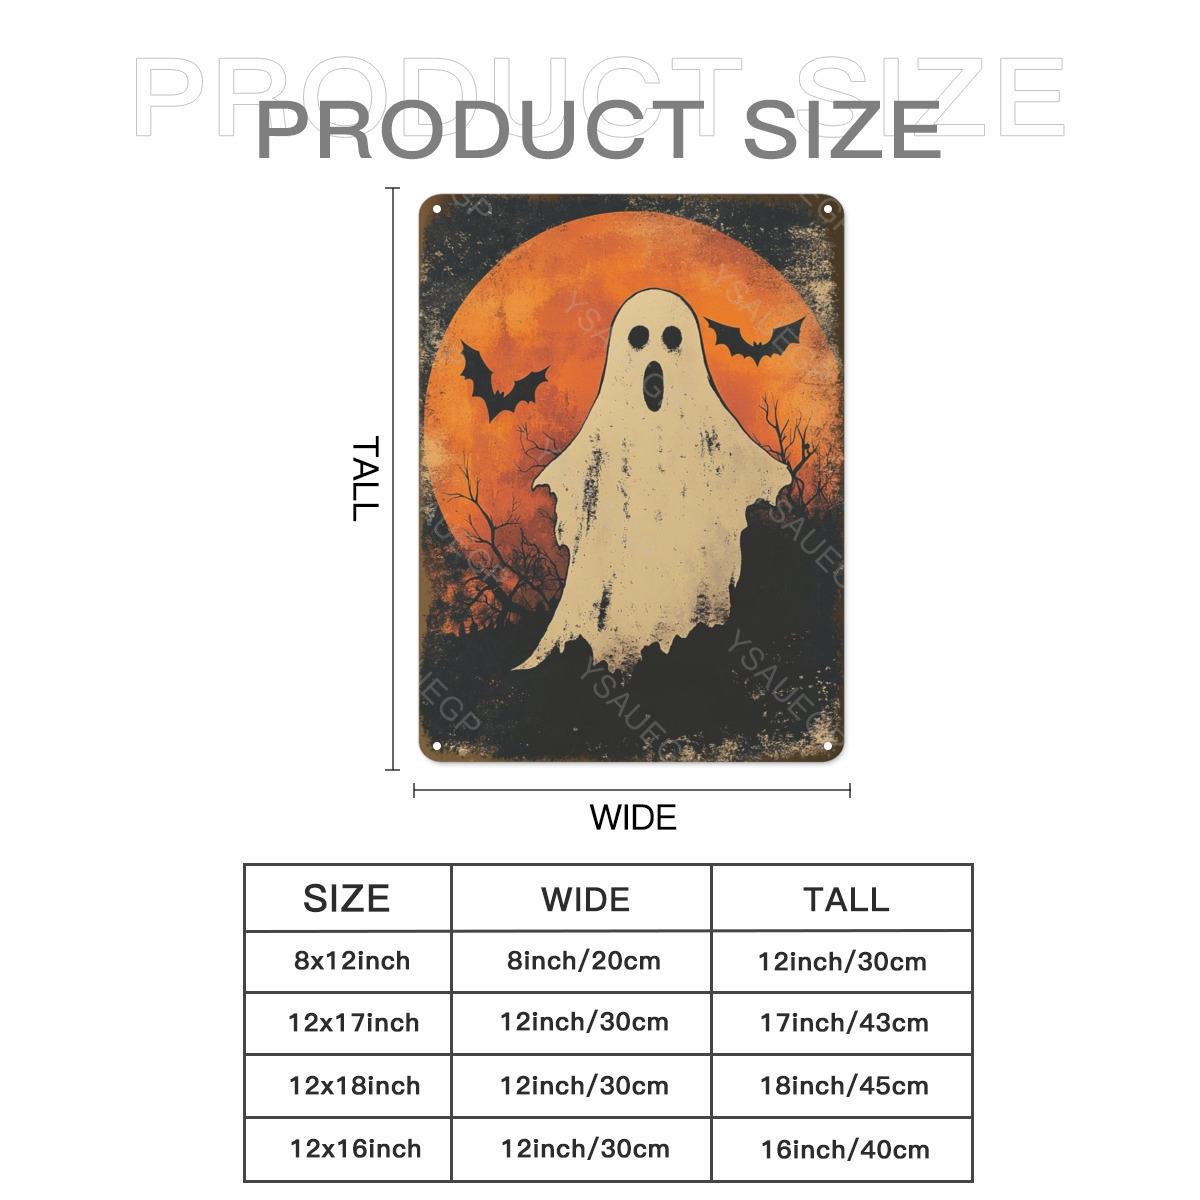 PRODUCT SIZE
PRODUCT SIZE
TALL
WIDE
SIZE WIDE TALL
8x12inch 8inch/20cm 12inch/30cm
12x17inch 12inch/30cm 17inch/43cm
12x18inch 12inch/30cm 18inch/45cm
12x16inch 12inch/30cm 16inch/40cm
YSAUEGP
YSAUEGP